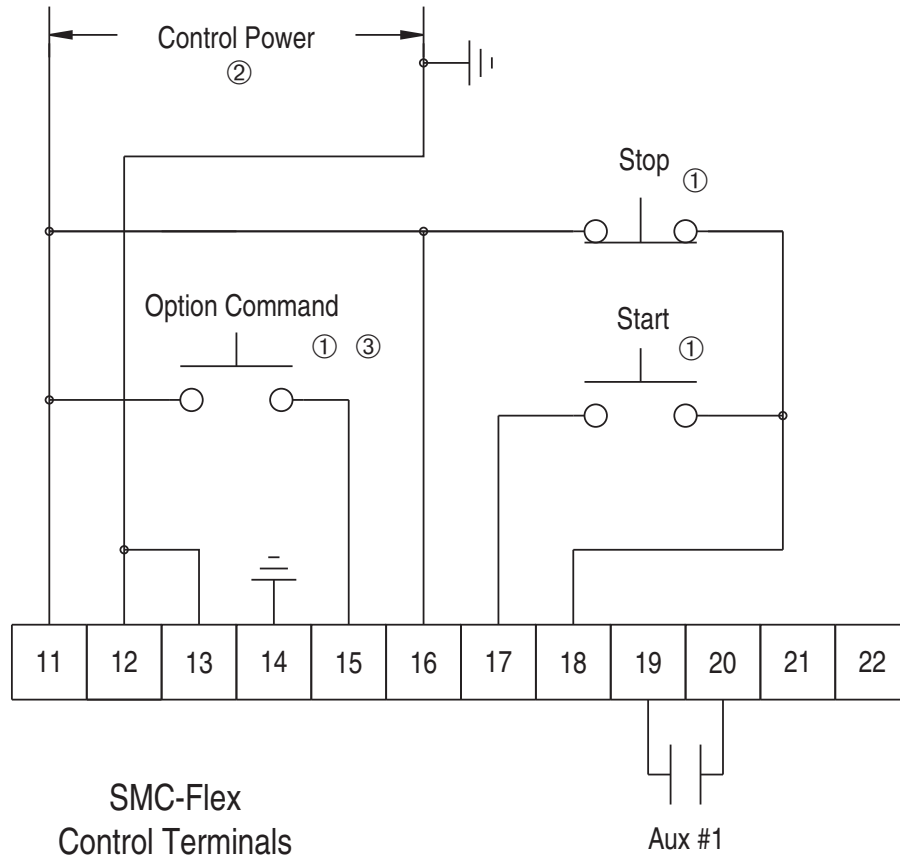 Control Power
②
Stop ①
Option Command
① ③
Start ①
11 12 13 14 15 16 17 18 19 20 21 22
SMC-Flex
Control Terminals
Aux #1